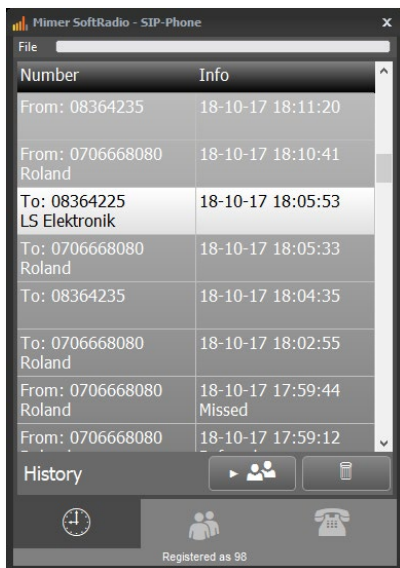 Mimer SoftRadio - SIP-Phone
x
File
Number Info
From: 08364235 18-10-17 18:11:20
From: 0706668080 18-10-17 18:10:41
Roland
To: 08364225 18-10-17 18:05:53
LS Elektronik
To: 0706668080 18-10-17 18:05:33
Roland
To: 08364235 18-10-17 18:04:35
To: 0706668080 18-10-17 18:02:55
Roland
From: 0706668080 18-10-17 17:59:44
Roland Missed
From: 0706668080 18-10-17 17:59:12
History
Registered as 98